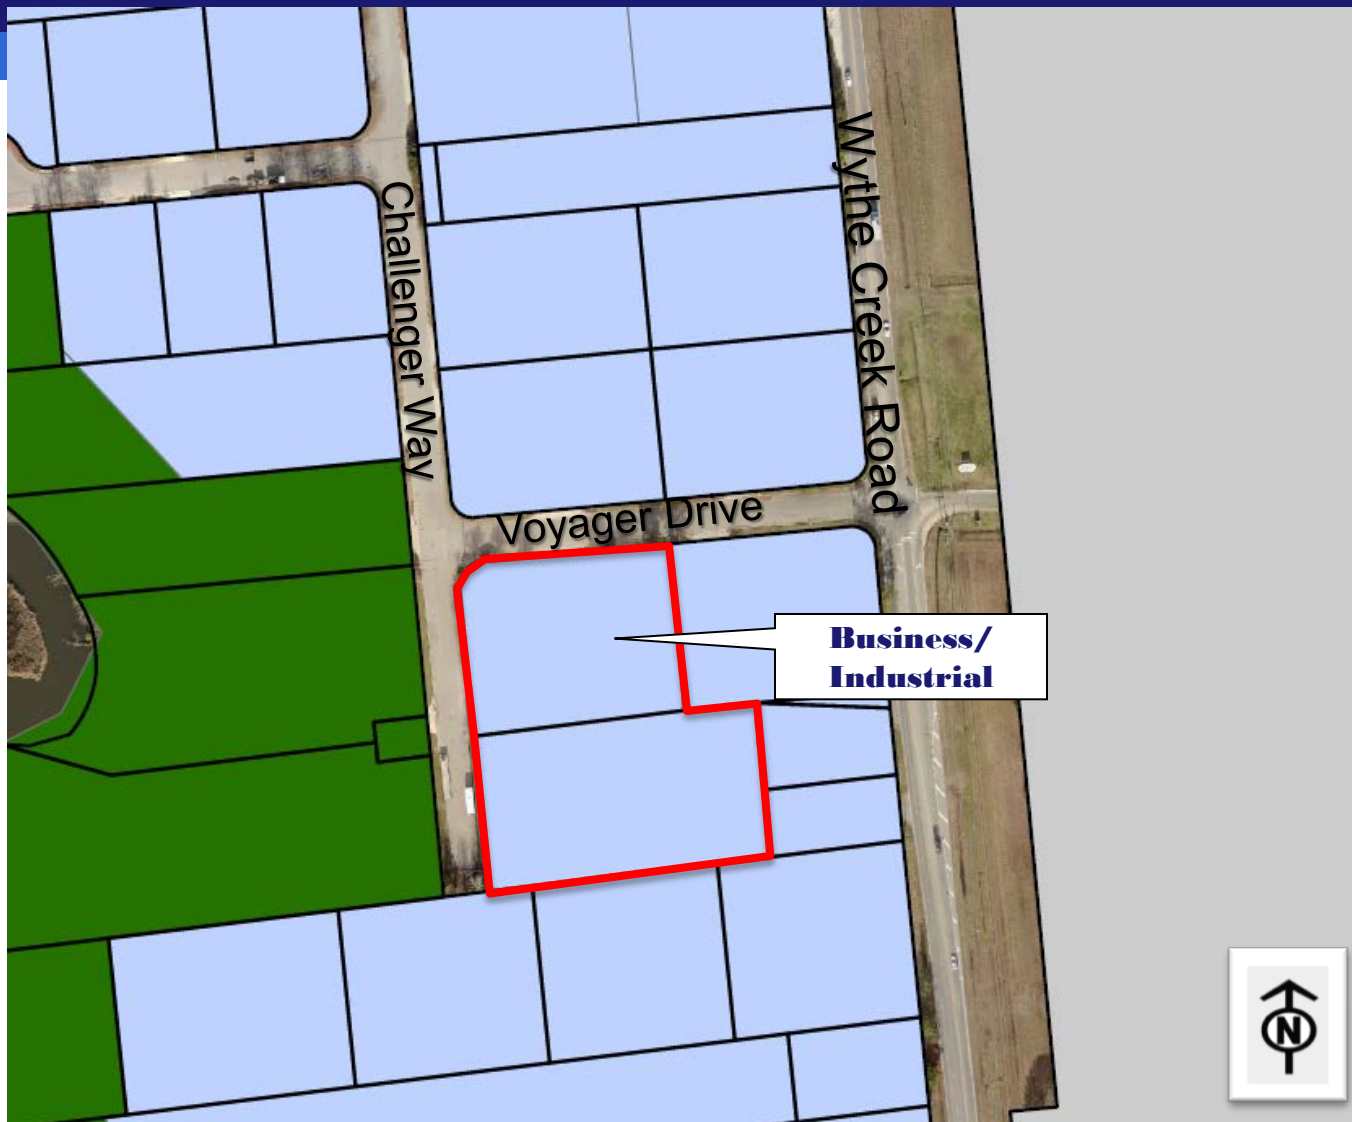 Wythe Creek Road
Challenger Way
Voyager Drive
Business/
Industrial
N